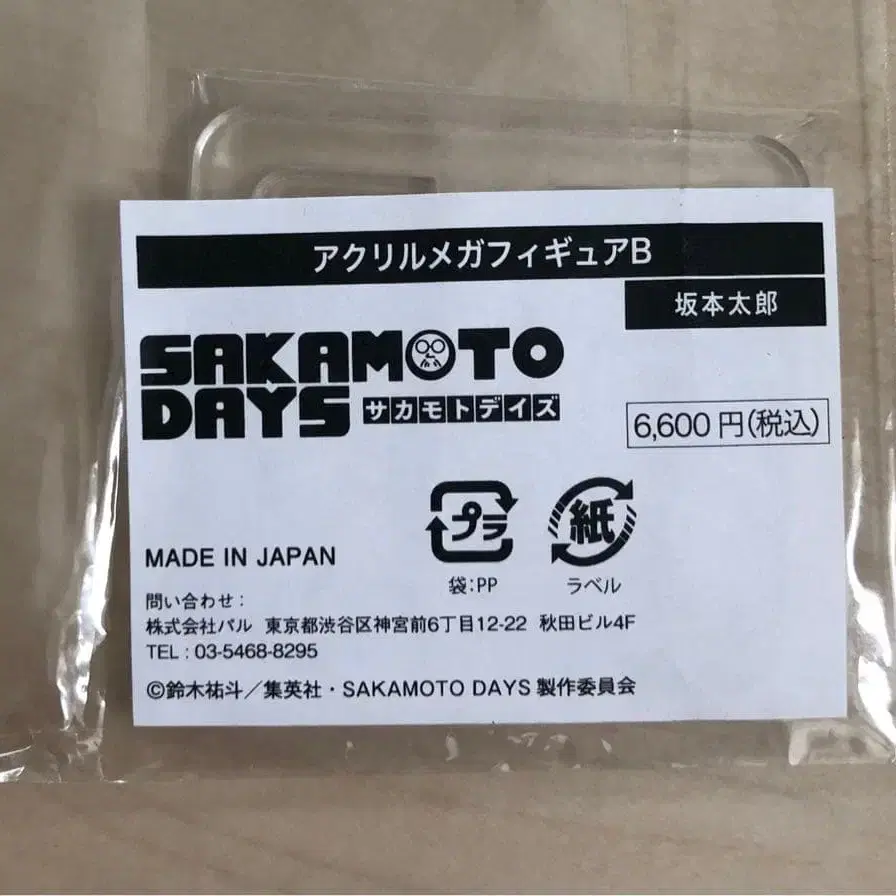 アクリルメガフィギュアB
坂本太郎
SAKAMOTO
DAYS サカモトデイズ
6,600 円(税込)
プラ 紙
袋:PP ラベル
MADE IN JAPAN
問い合わせ:
株式会社パル 東京都渋谷区神宮前6丁目12-22 秋田ビル4F
TEL : 03-5468-8295
©鈴木祐斗/集英社・SAKAMOTO DAYS 製作委員会